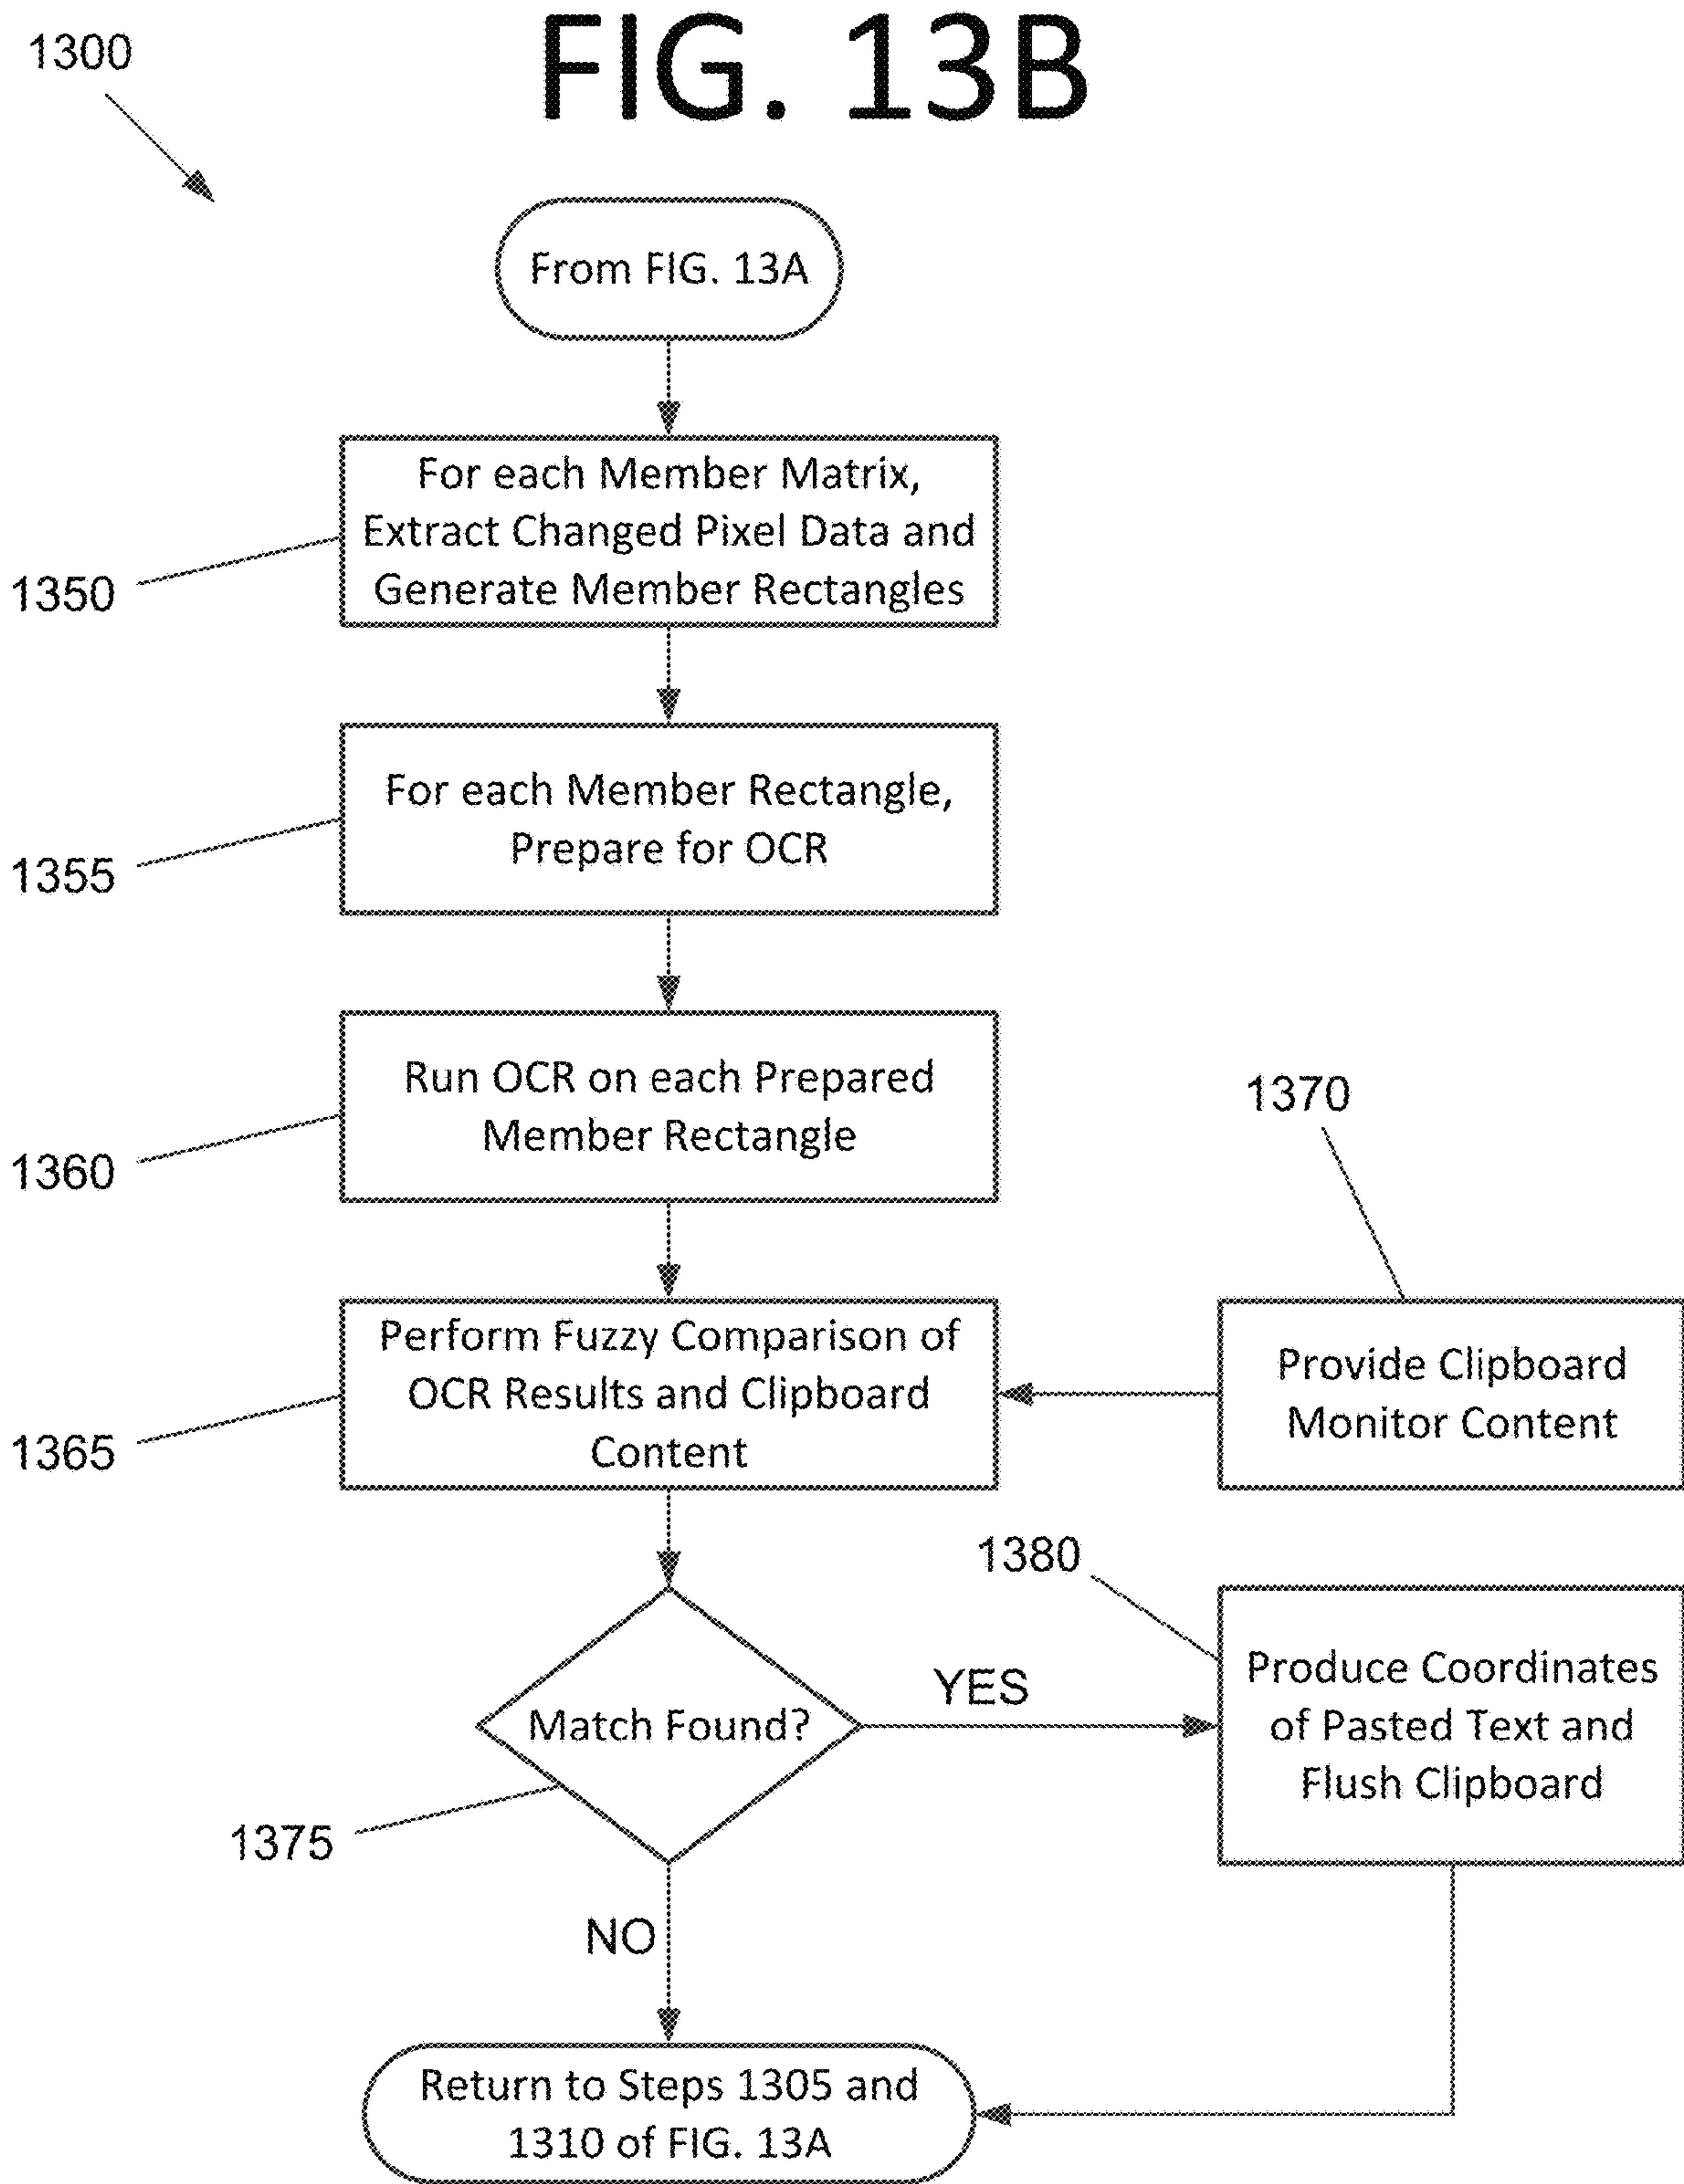 FIG. 13B
1300
From FIG. 13A
For each Member Matrix,
Extract Changed Pixel Data and
Generate Member Rectangles
1350
For each Member Rectangle,
Prepare for OCR
1355
Run OCR on each Prepared
Member Rectangle
1360
1370
Perform Fuzzy Comparison of
OCR Results and Clipboard
Content
1365
Provide Clipboard
Monitor Content
1380
Match Found?
YES
1375
Produce Coordinates
of Pasted Text and
Flush Clipboard
NO
Return to Steps 1305 and
1310 of FIG. 13A